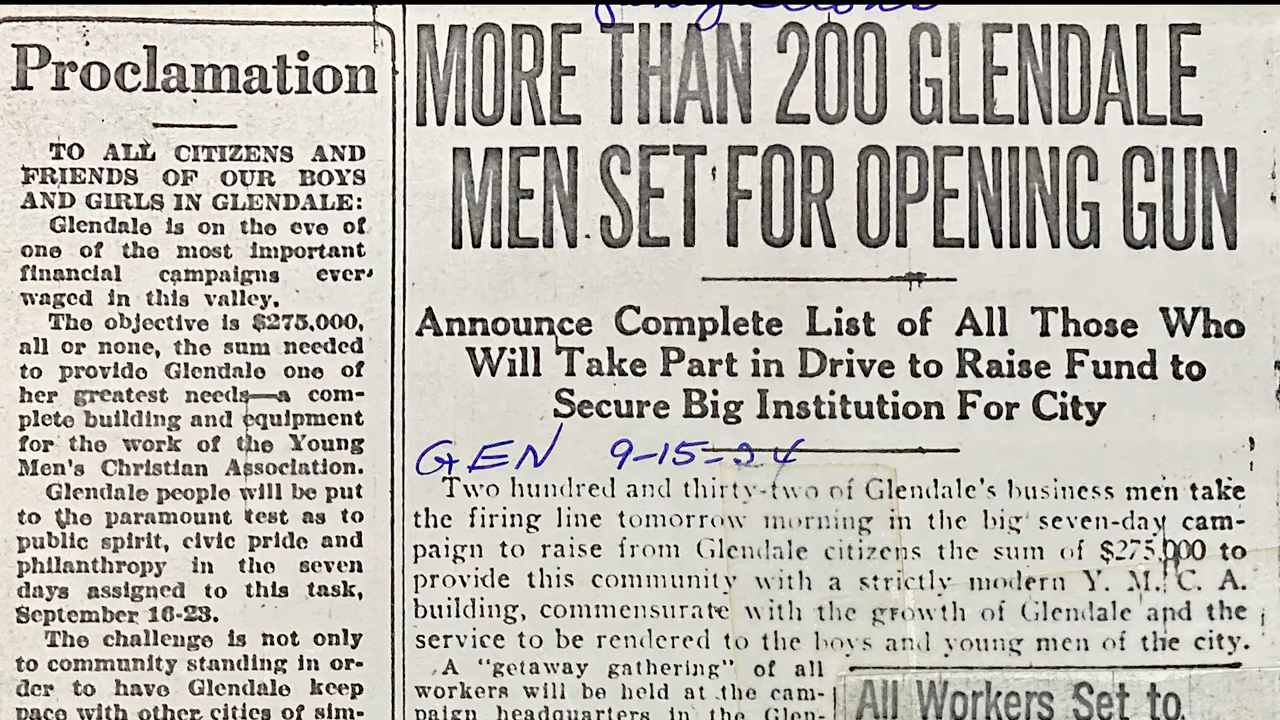 Proclamation
TO ALL CITIZENS AND
FRIENDS OF OUR BOYS
AND GIRLS IN GLENDALE:
Glendale is on the eve of
one of the most important
financial campaigns ever
waged in this valley.
The objective is $275,000,
all or none, the sum needed
to provide Glendale one of
her greatest needs—a com-
plete building and equipment
for the work of the Young
Men's Christian Association.
Glendale people will be put
to the paramount test as to
public spirit, civic pride and
philanthropy in the seven
days assigned to this task,
September 16-23.
The challenge is not only
to community standing in or-
der to have Glendale keep
pace with other cities of sim-
MORE THAN 200 GLENDALE
MEN SET FOR OPENING GUN
Announce Complete List of All Those Who
Will Take Part in Drive to Raise Fund to
Secure Big Institution For City
GEN 9-15-24
Two hundred and thirty-two of Glendale's business men take
the firing line tomorrow morning in the big seven-day cam-
paign to raise from Glendale citizens the sum of $275,000 to
provide this community with a strictly modern Y. M. C. A.
building, commensurate with the growth of Glendale and the
service to be rendered to the boys and young men of the city.
A "getaway gathering" of all
workers will be held at the cam-
paign headquarters in the Glen-
All Workers Set to